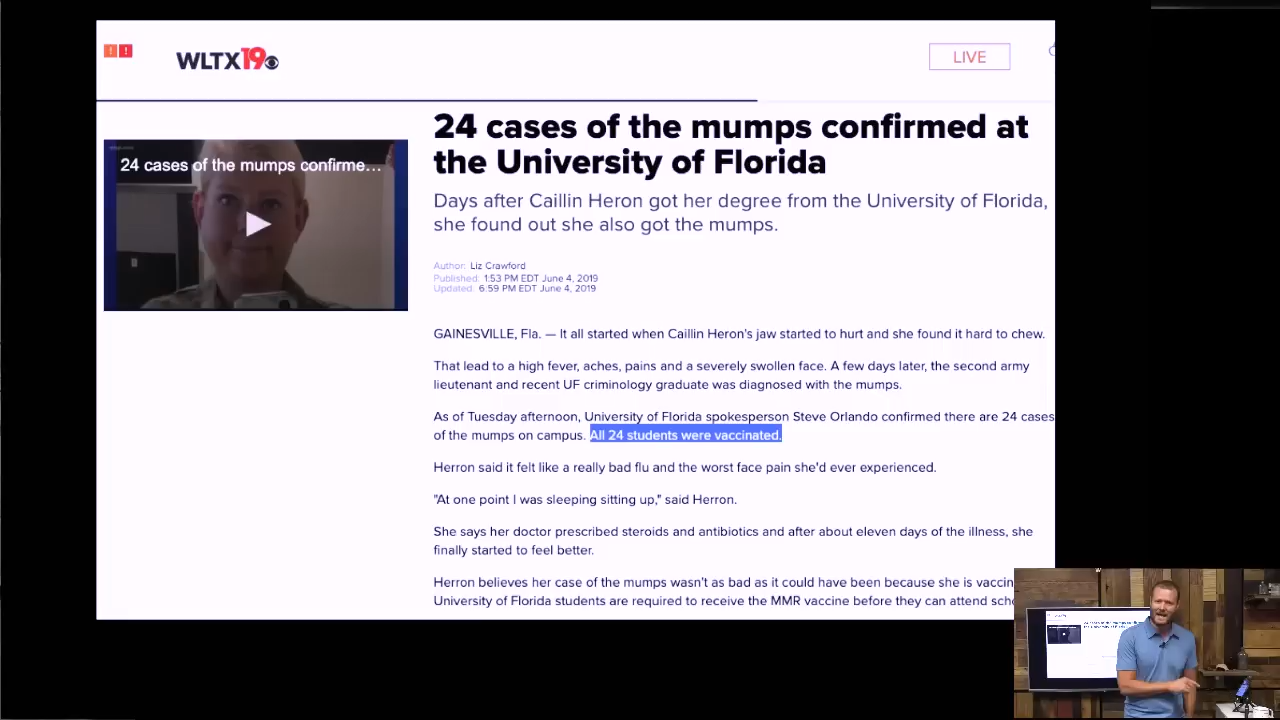 WLTX19
LIVE
24 cases of the mumps confirmed at
the University of Florida
24 cases of the mumps confirme...
Days after Caillin Heron got her degree from the University of Florida,
she found out she also got the mumps.
Author: Liz Crawford
Published: 1:53 PM EDT June 4, 2019
Updated: 6:59 PM EDT June 4, 2019
GAINESVILLE, Fla. — It all started when Caillin Heron's jaw started to hurt and she found it hard to chew.
That lead to a high fever, aches, pains and a severely swollen face. A few days later, the second army
lieutenant and recent UF criminology graduate was diagnosed with the mumps.
As of Tuesday afternoon, University of Florida spokesperson Steve Orlando confirmed there are 24 cases
of the mumps on campus. All 24 students were vaccinated.
Herron said it felt like a really bad flu and the worst face pain she'd ever experienced.
"At one point I was sleeping sitting up," said Herron.
She says her doctor prescribed steroids and antibiotics and after about eleven days of the illness, she
finally started to feel better.
Herron believes her case of the mumps wasn't as bad as it could have been because she is vaccin
University of Florida students are required to receive the MMR vaccine before they can attend scho